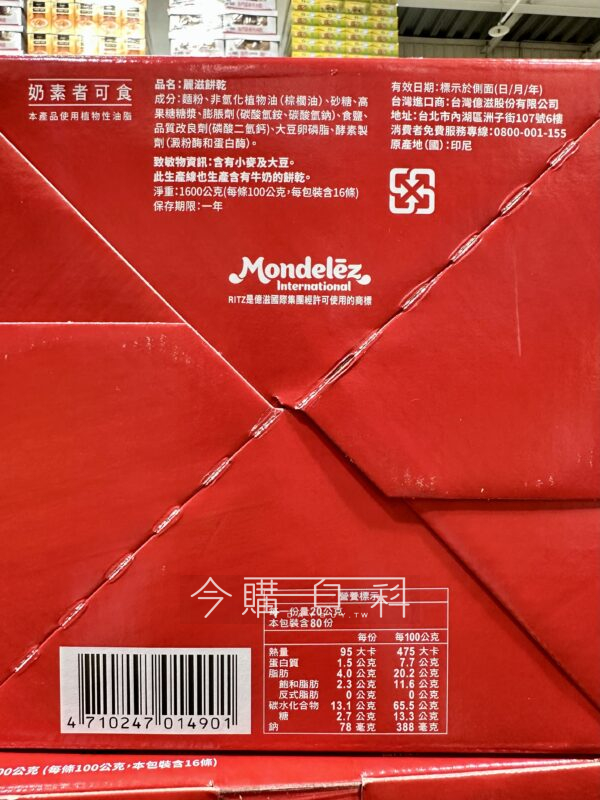 奶素者可食
本產品使用植物性油脂
品名：麗滋餅乾
成分：麵粉、非氫化植物油（棕櫚油）、砂糖、高
果糖糖漿、膨脹劑（碳酸氫銨、碳酸氫鈉）、食鹽、
品質改良劑（磷酸二氫鈣）、大豆卵磷脂、酵素製
劑（澱粉酶和蛋白酶）。
致敏物資訊：含有小麥及大豆。
此生產線也生產含有牛奶的餅乾。
淨重：1600公克（每條100公克，每包裝含16條）
保存期限：一年
有效日期：標示於側面（日/月/年）
台灣進口商：台灣億滋股份有限公司
地址：台北市內湖區洲子街107號6樓
消費者免費服務專線：0800-001-155
原產地（國）：印尼
Mondelēz
International
RITZ是億滋國際集團經許可使用的商標
今購百科
營養標示
每一份量20公克
本包裝含80份
每份 每100公克
熱量 95 大卡 475 大卡
蛋白質 1.5 公克 7.7 公克
脂肪 4.0 公克 20.2 公克
飽和脂肪 2.3 公克 11.6 公克
反式脂肪 0 公克 0 公克
碳水化合物 13.1 公克 65.5 公克
糖 2.7 公克 13.3 公克
鈉 78 毫克 388 毫克
4 710247 014901
00公克（每條100公克，本包裝含16條）